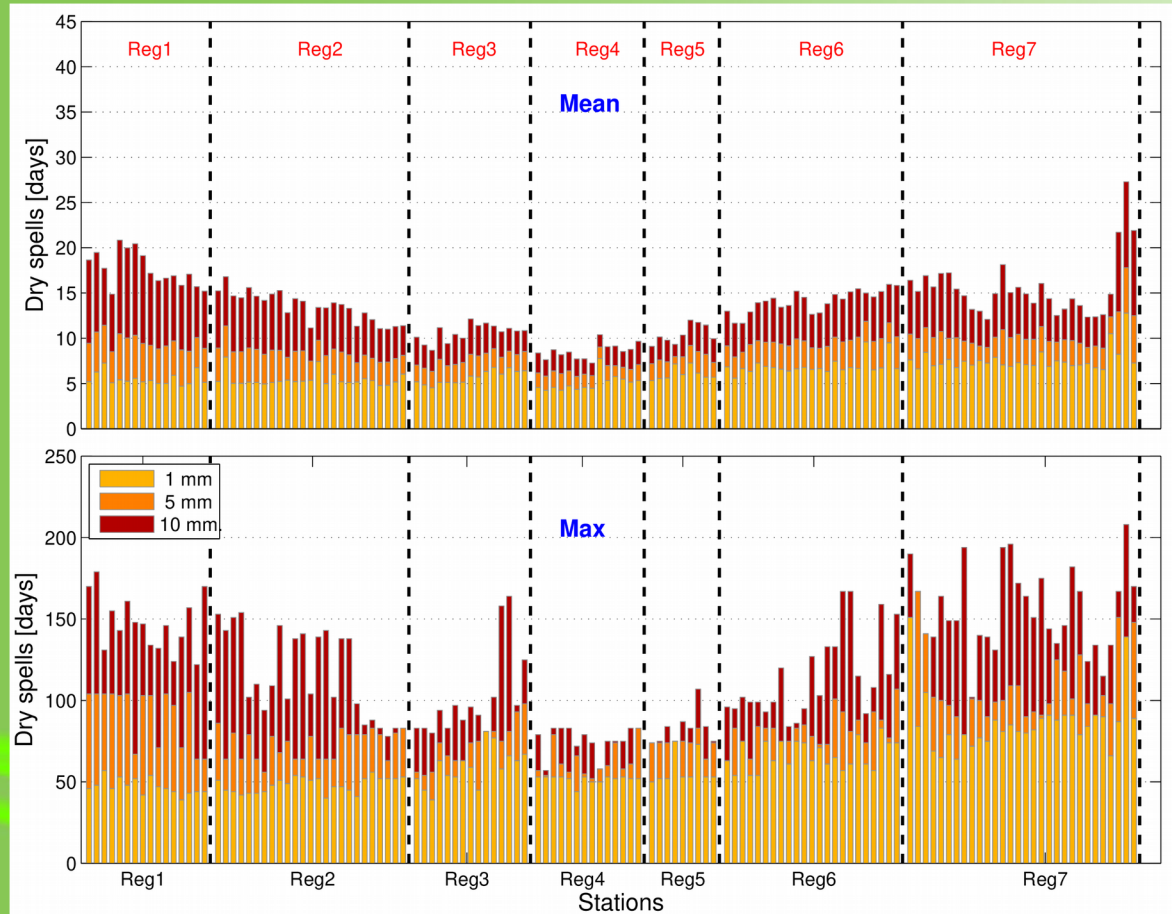 45
Reg1 Reg2 Reg3 Reg4 Reg5 Reg6 Reg7
40
Mean
35
30
25
20
15
10
5
0
Dry spells [days]
250
1 mm
5 mm
10 mm.
Max
200
150
100
50
0
Dry spells [days]
Reg1 Reg2 Reg3 Reg4 Reg5 Reg6 Reg7
Stations